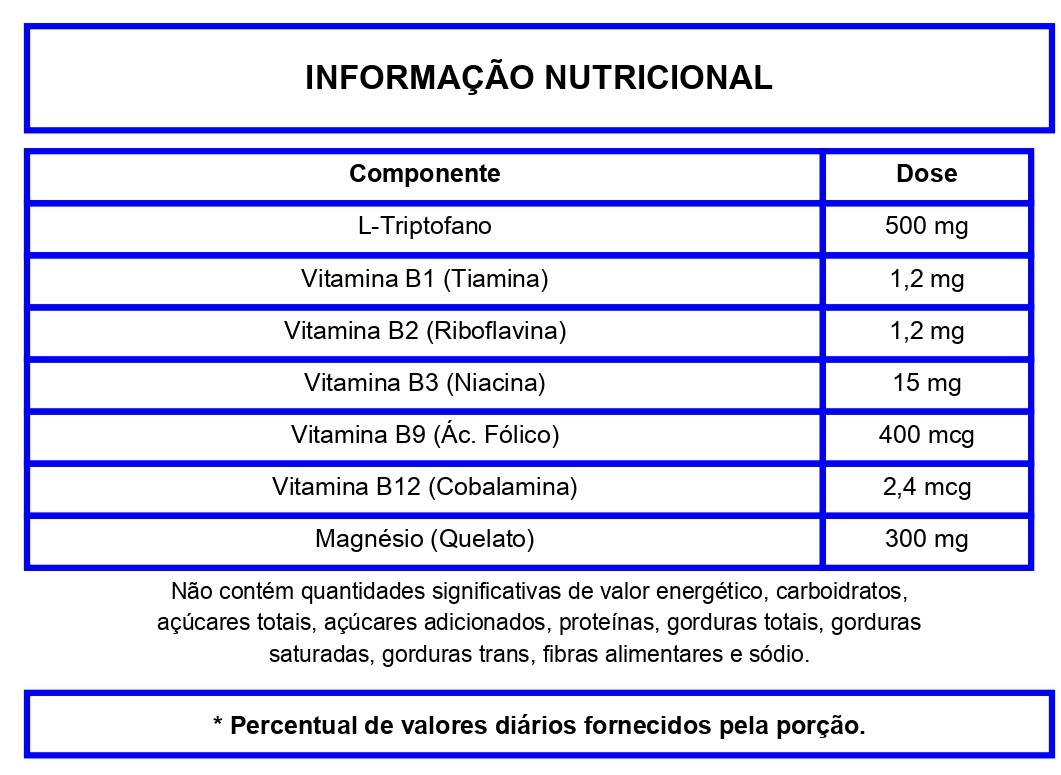 INFORMAÇÃO NUTRICIONAL
Componente Dose
L-Triptofano 500 mg
Vitamina B1 (Tiamina) 1,2 mg
Vitamina B2 (Riboflavina) 1,2 mg
Vitamina B3 (Niacina) 15 mg
Vitamina B9 (Ác. Fólico) 400 mcg
Vitamina B12 (Cobalamina) 2,4 mcg
Magnésio (Quelato) 300 mg
Não contém quantidades significativas de valor energético, carboidratos,
açúcares totais, açúcares adicionados, proteínas, gorduras totais, gorduras
saturadas, gorduras trans, fibras alimentares e sódio.
* Percentual de valores diários fornecidos pela porção.